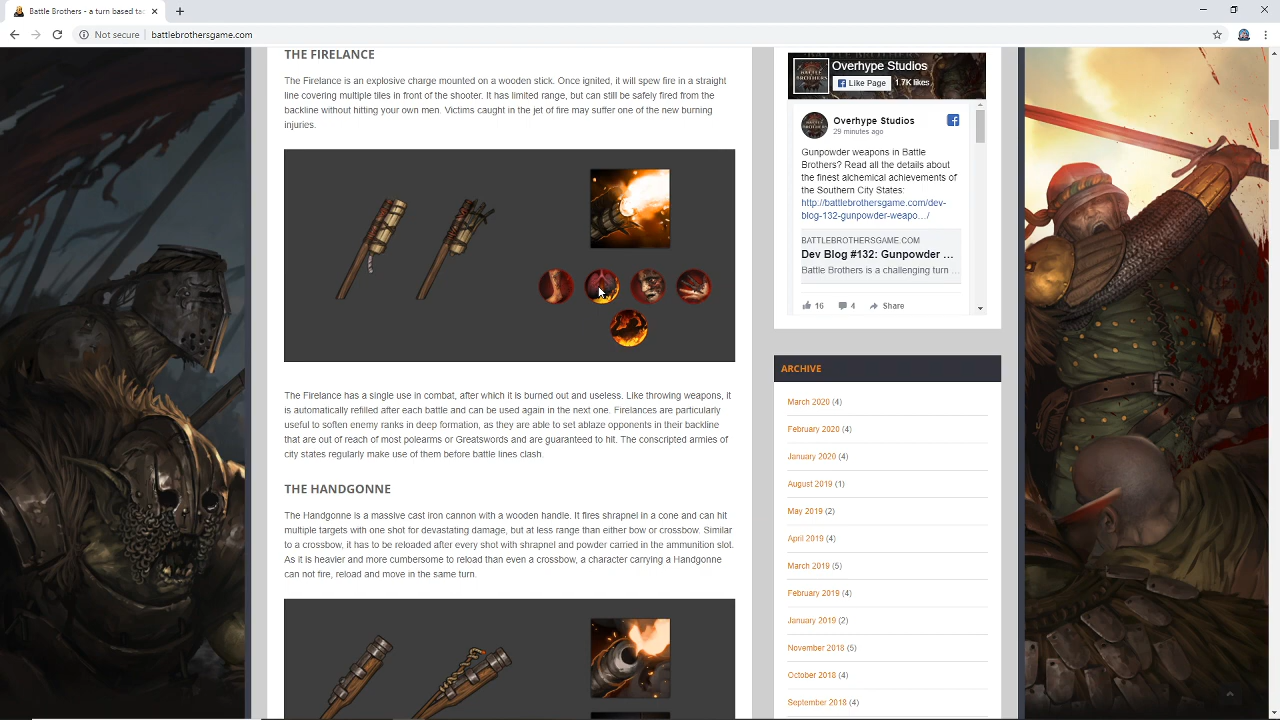 Battle Brothers - a turn based tac
Not secure
battlebrothersgame.com
THE FIRELANCE
The Firelance is an explosive charge mounted on a wooden stick. Once ignited, it will spew fire in a straight
line covering multiple tiles in front of the shooter. It has limited range, but can still be safely fired from the
backline without hitting your own men. Victims caught in the jet of fire may suffer one of the new burning
injuries.
The Firelance has a single use in combat, after which it is burned out and useless. Like throwing weapons, it
is automatically refilled after each battle and can be used again in the next one. Firelances are particularly
useful to soften enemy ranks in deep formation, as they are able to set ablaze opponents in their backline
that are out of reach of most polearms or Greatswords and are guaranteed to hit. The conscripted armies of
city states regularly make use of them before battle lines clash.
THE HANDGONNE
The Handgonne is a massive cast iron cannon with a wooden handle. It fires shrapnel in a cone and can hit
multiple targets with one shot for devastating damage, but at less range than either bow or crossbow. Similar
to a crossbow, it has to be reloaded after every shot with shrapnel and powder carried in the ammunition slot.
As it is heavier and more cumbersome to reload than even a crossbow, a character carrying a Handgonne
can not fire, reload and move in the same turn.
BATTLE
BROTHERS
Overhype Studios
Like Page
1.7K likes
Overhype Studios
29 minutes ago
Gunpowder weapons in Battle
Brothers? Read all the details about
the finest alchemical achievements of
the Southern City States:
http://battlebrothersgame.com/dev-
blog-132-gunpowder-weapo…/
BATTLEBROTHERSGAME.COM
Dev Blog #132: Gunpowder …
Battle Brothers is a challenging turn …
16
4
Share
ARCHIVE
March 2020 (4)
February 2020 (4)
January 2020 (4)
August 2019 (1)
May 2019 (2)
April 2019 (4)
March 2019 (5)
February 2019 (4)
January 2019 (2)
November 2018 (5)
October 2018 (4)
September 2018 (4)